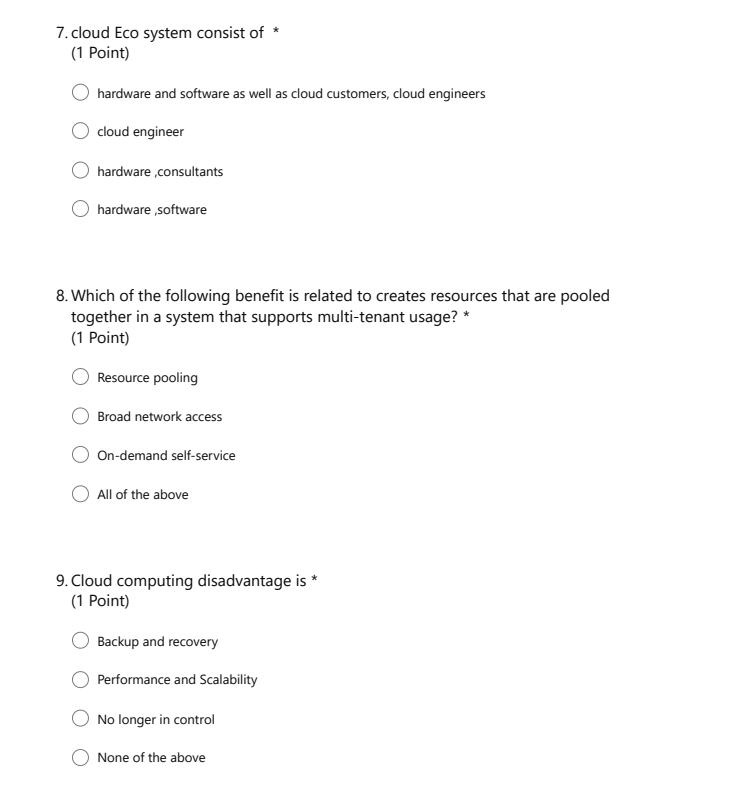 7. cloud Eco system consist of *
(1 Point)
hardware and software as well as cloud customers, cloud engineers
cloud engineer
hardware ,consultants
hardware ,software
8. Which of the following benefit is related to creates resources that are pooled
together in a system that supports multi-tenant usage? *
(1 Point)
Resource pooling
Broad network access
On-demand self-service
All of the above
9. Cloud computing disadvantage is *
(1 Point)
Backup and recovery
Performance and Scalability
No longer in control
None of the above